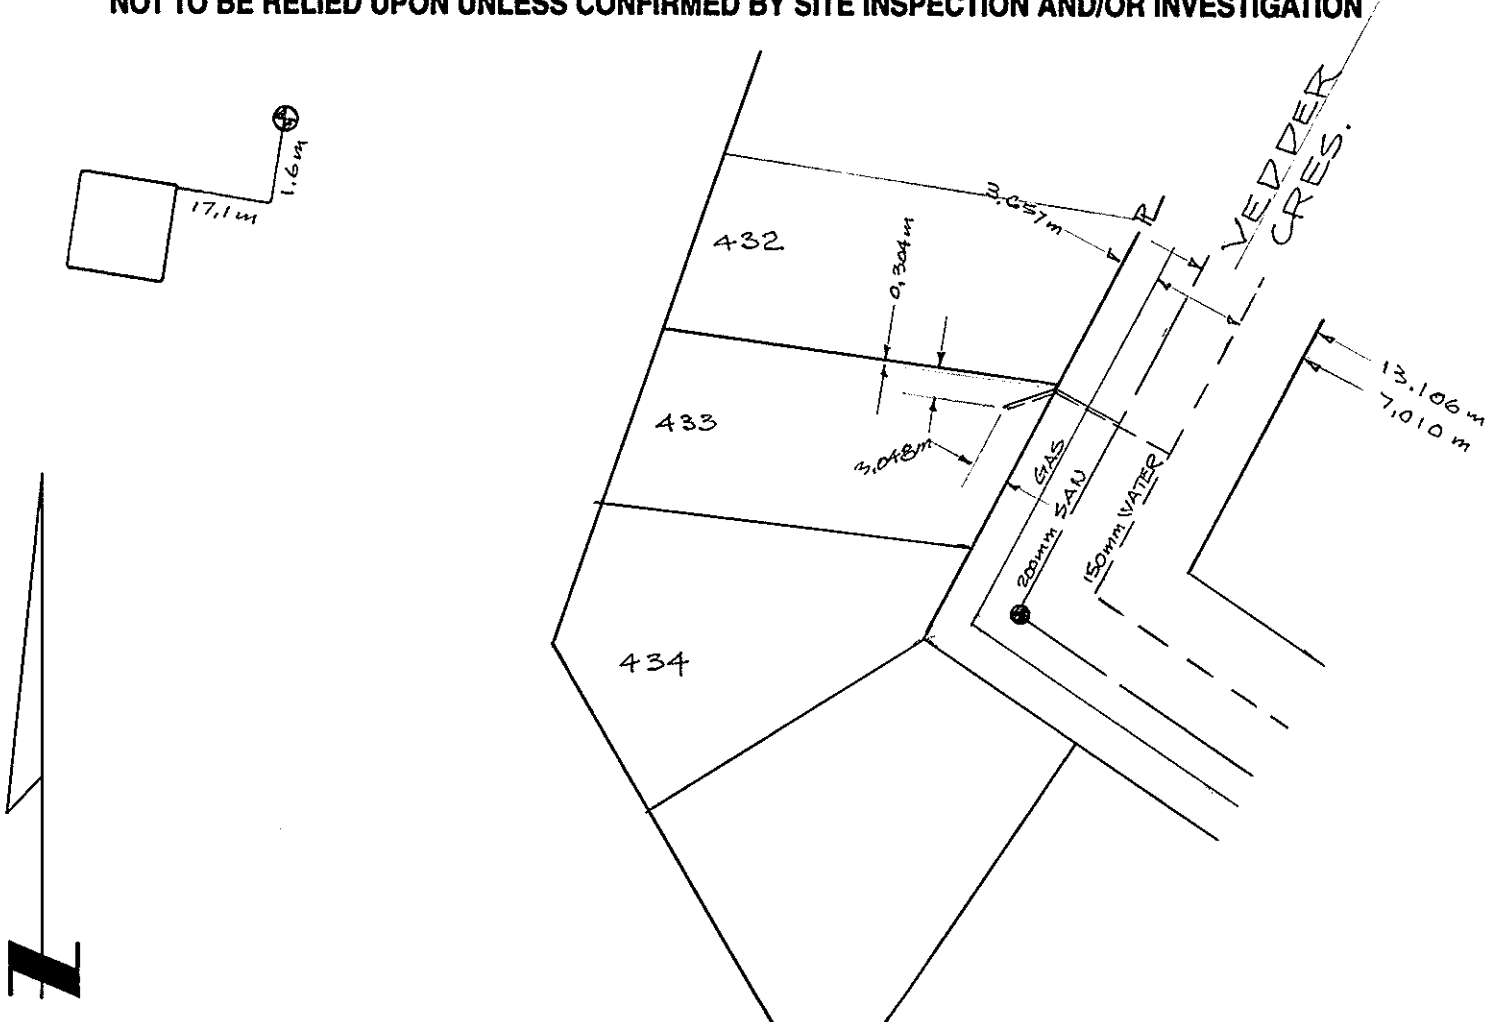 NOT TO BE RELIED UPON UNLESS CONFIRMED BY SITE INSPECTION AND/OR INVESTIGATION
VEDDER
CRES.
1.6m
17,1m
3.657m
PL
432
0.304m
13.106m
7,010m
433
3,048m
GAS
200mm SAN
150mm WATER
434
N